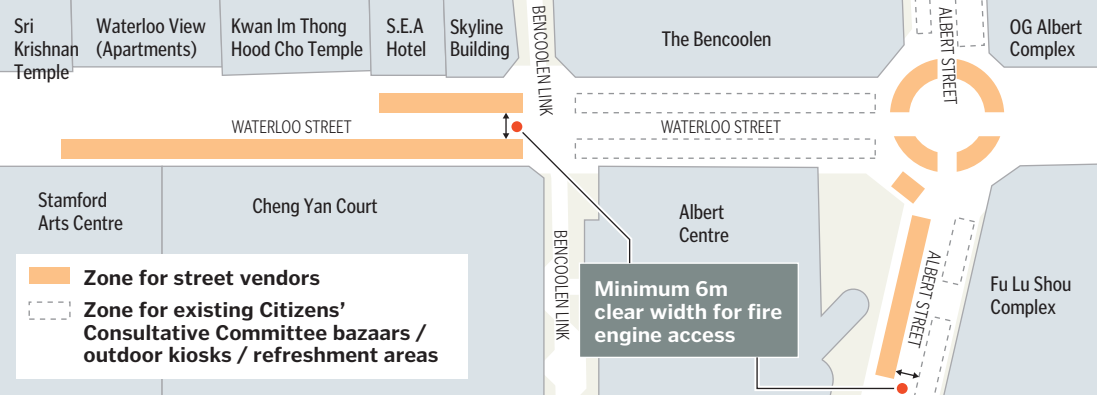 Sri
Krishnan
Temple
Waterloo View
(Apartments)
Kwan Im Thong
Hood Cho Temple
S.E.A
Hotel
Skyline
Building
BENCOOLEN LINK
The Bencoolen
ALBERT STREET
OG Albert
Complex
WATERLOO STREET
WATERLOO STREET
Stamford
Arts Centre
Cheng Yan Court
BENCOOLEN LINK
Albert
Centre
ALBERT STREET
Fu Lu Shou
Complex
Zone for street vendors
Zone for existing Citizens’
Consultative Committee bazaars /
outdoor kiosks / refreshment areas
Minimum 6m
clear width for fire
engine access